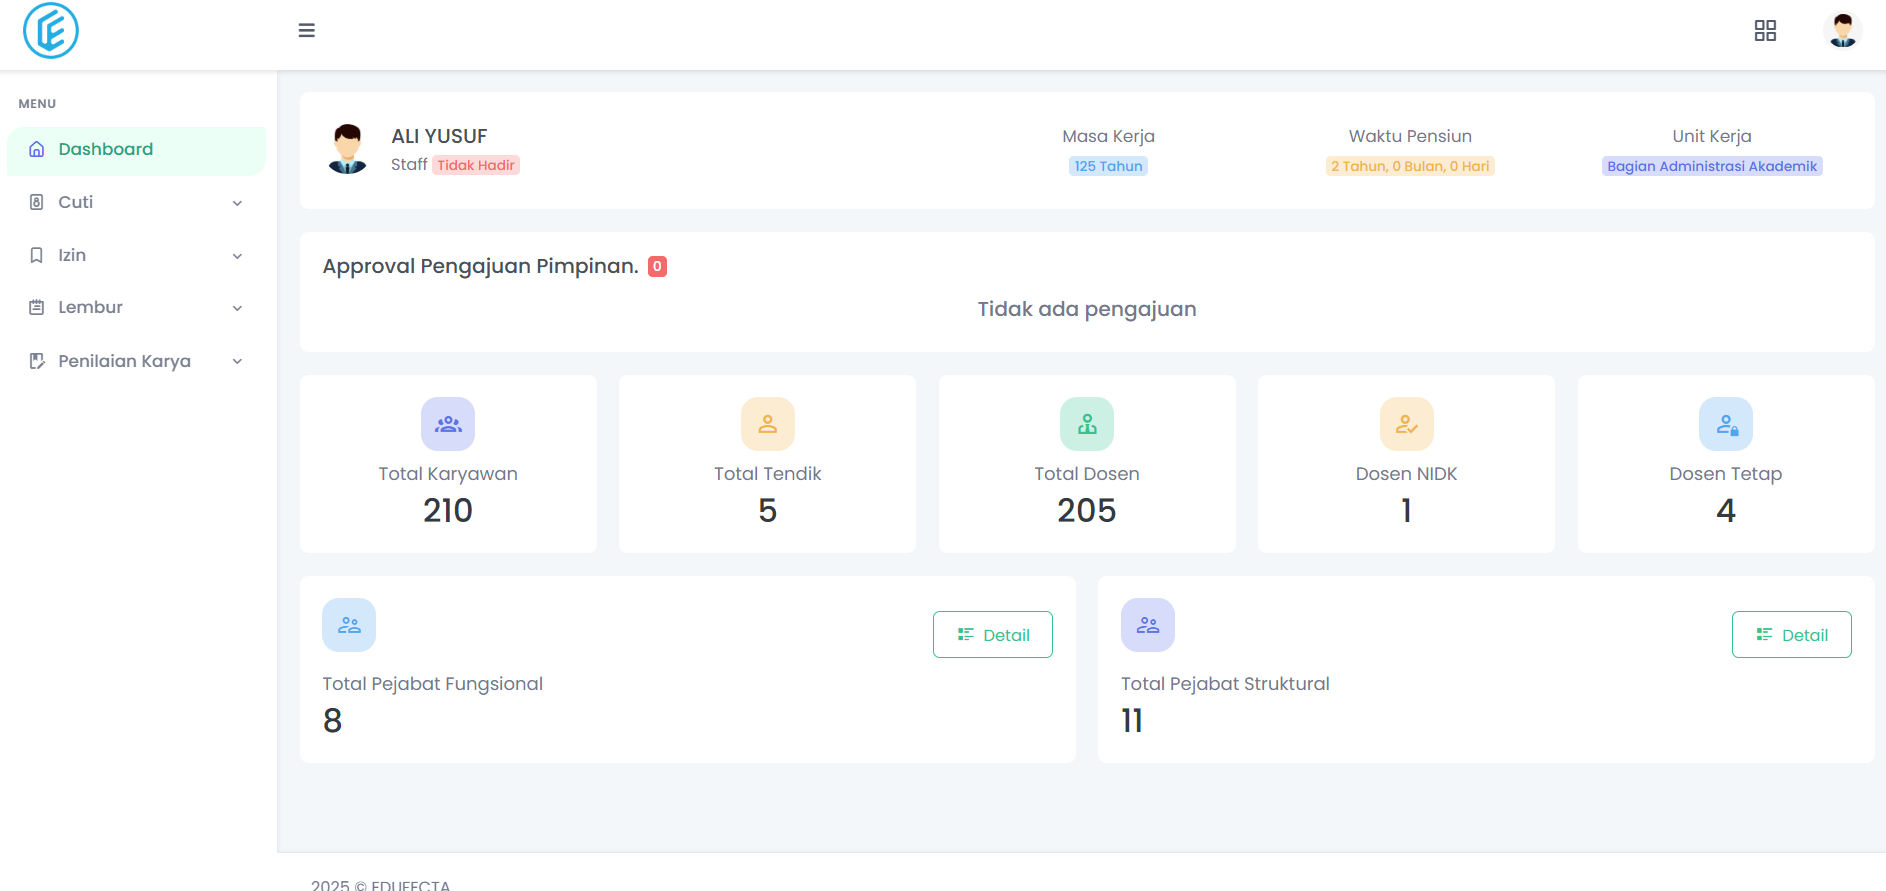 MENU
Dashboard
Cuti
Izin
Lembur
Penilaian Karya
ALI YUSUF
Staff Tidak Hadir
Masa Kerja
125 Tahun
Waktu Pensiun
2 Tahun, 0 Bulan, 0 Hari
Unit Kerja
Bagian Administrasi Akademik
Approval Pengajuan Pimpinan. 0
Tidak ada pengajuan
Total Karyawan
210
Total Tendik
5
Total Dosen
205
Dosen NIDK
1
Dosen Tetap
4
Detail
Total Pejabat Fungsional
8
Detail
Total Pejabat Struktural
11
2025 © EDUFECTA